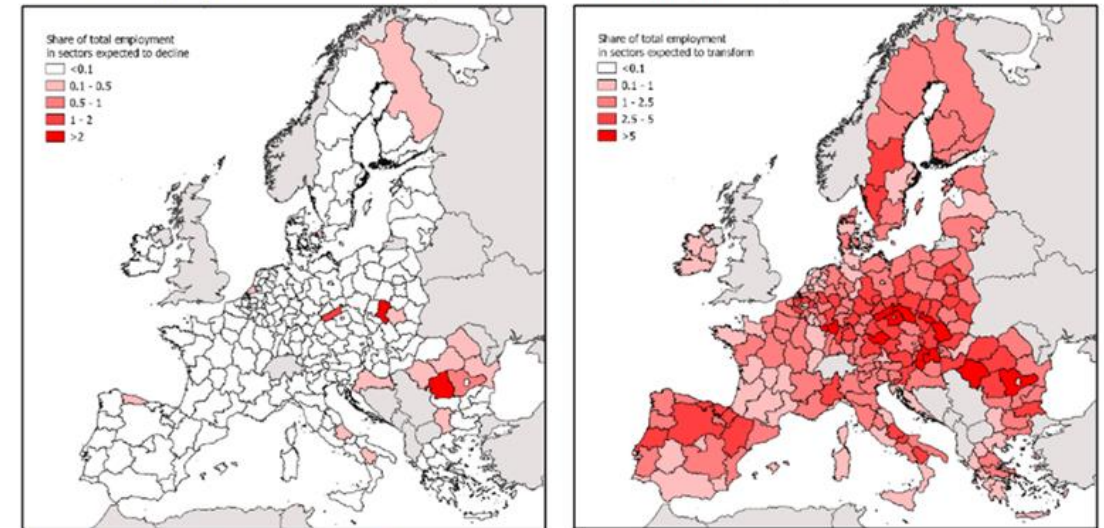 Share of total employment
in sectors expected to decline
<0.1
0.1 - 0.5
0.5 - 1
1 - 2
>2
Share of total employment
in sectors expected to transform
<0.1
0.1 - 1
1 - 2.5
2.5 - 5
>5